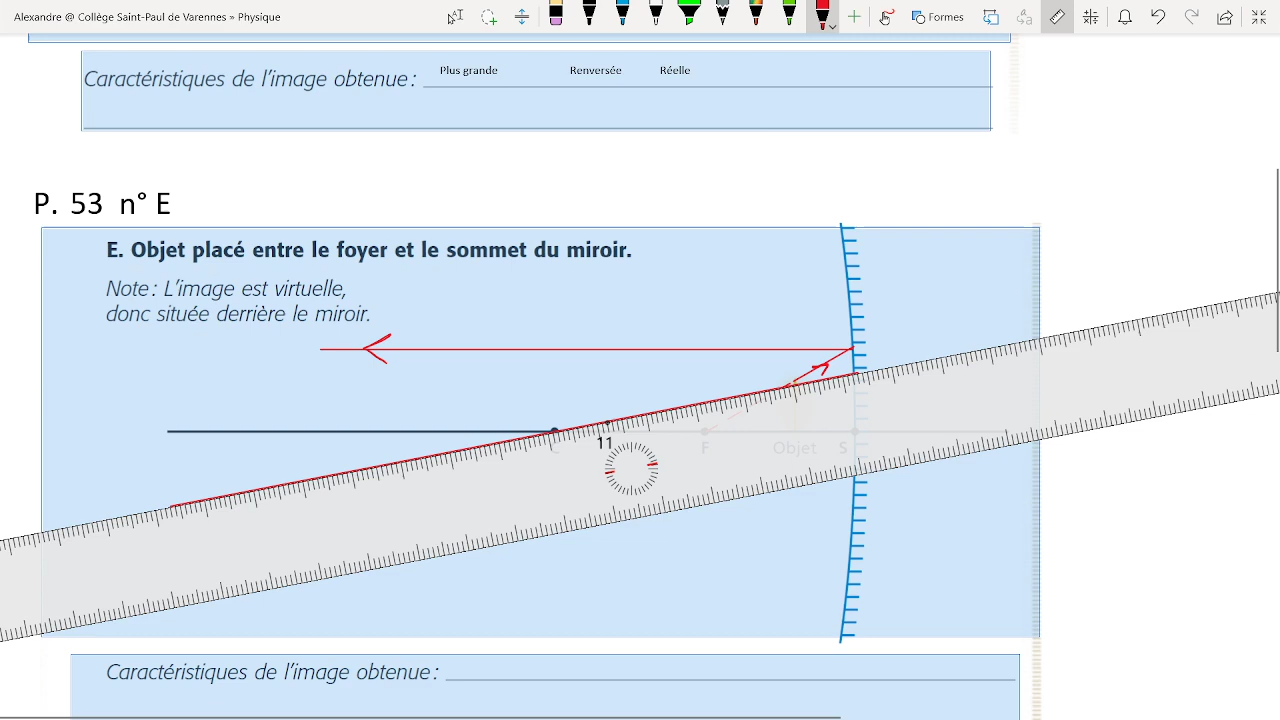 Alexandre @ Collège Saint-Paul de Varennes » Physique
Formes
Caractéristiques de l'image obtenue :
Plus grande Renversée Réelle
P. 53 n° E
E. Objet placé entre le foyer et le sommet du miroir.
Note : L'image est virtuelle,
donc située derrière le miroir.
C 11 F Objet S
Caractéristiques de l'image obtenue :